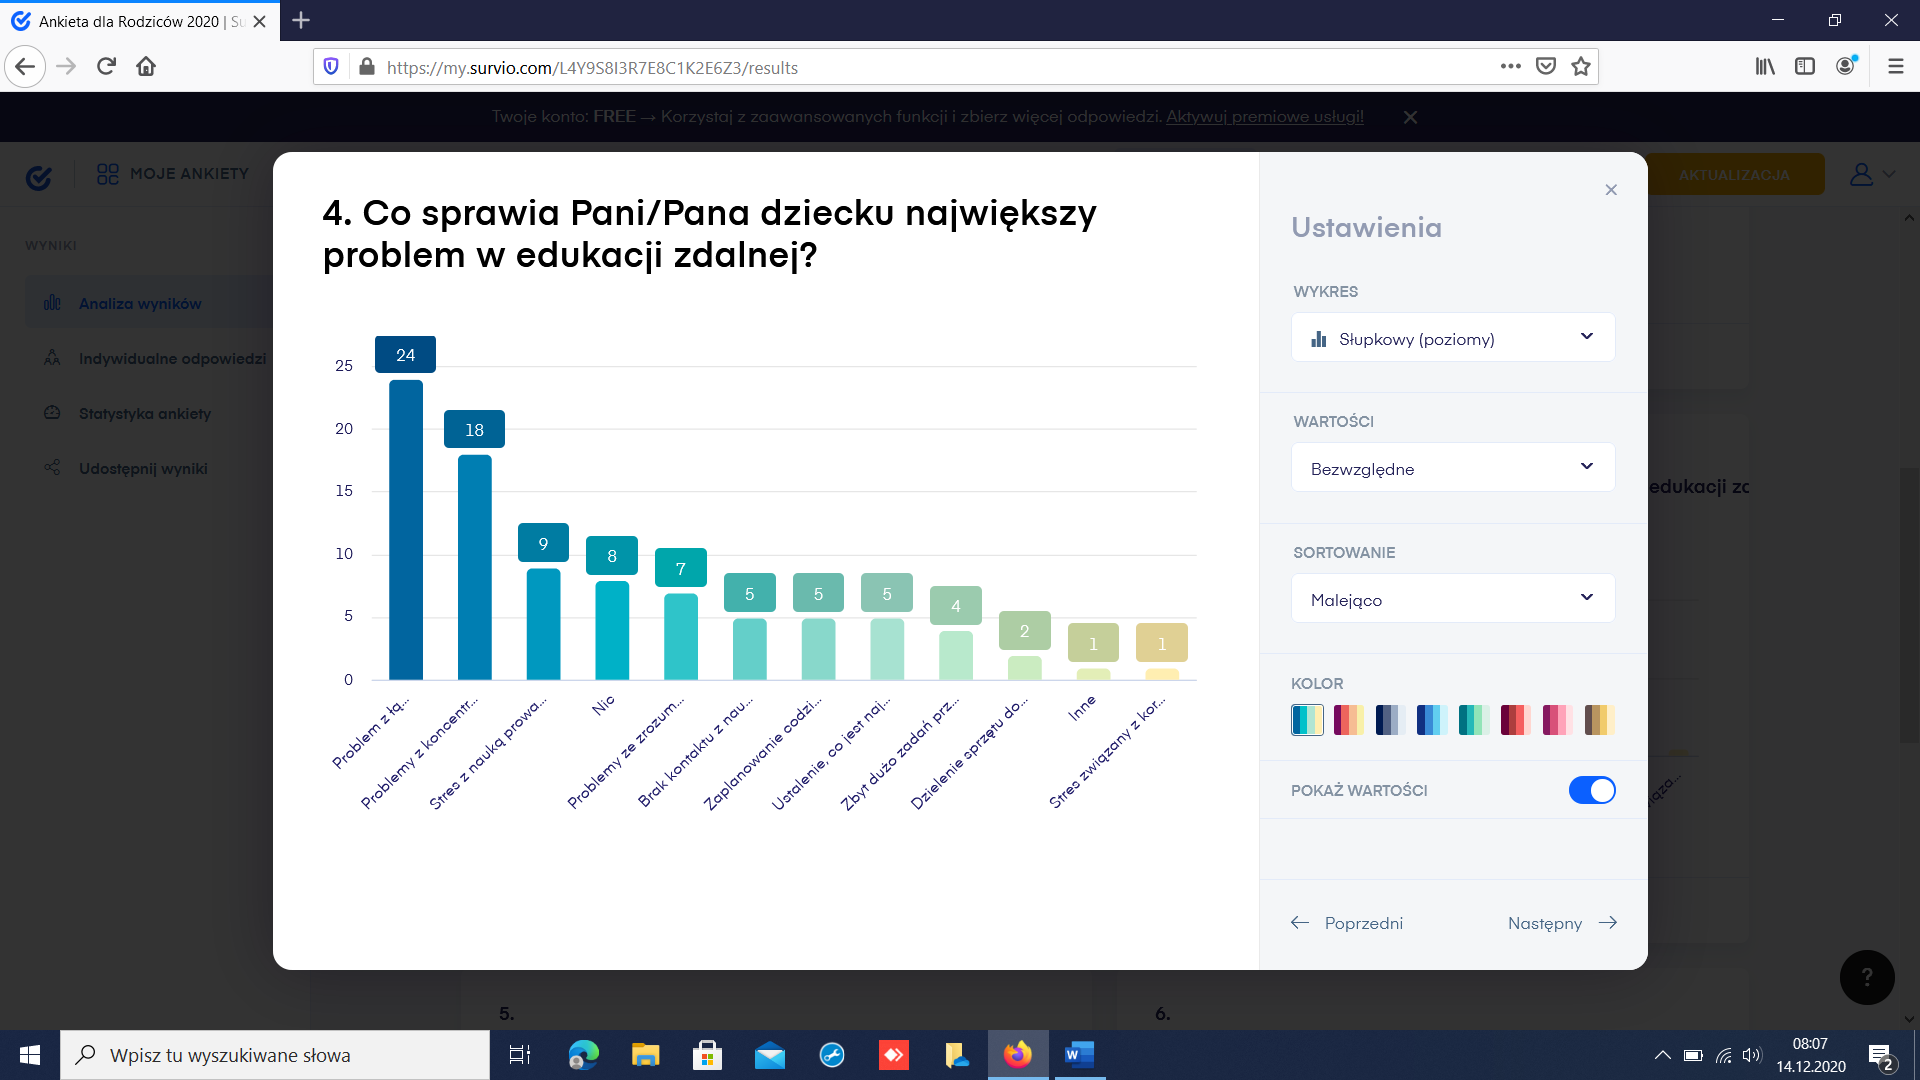 Ankieta dla Rodziców 2020 | Su
https://my.survio.com/L4Y9S8I3R7E8C1K2E6Z3/results
Twoje konto: FREE → Korzystaj z zaawansowanych funkcji i zbierz więcej odpowiedzi. Aktywuj premiowe usługi!
MOJE ANKIETY
AKTUALIZACJA
WYNIKI
Analiza wyników
Indywidualne odpowiedzi
Statystyka ankiety
Udostępnij wyniki
4. Co sprawia Pani/Pana dziecku największy
problem w edukacji zdalnej?
25
20
15
10
5
0
24
18
9
8
7
5
5
5
4
2
1
1
Problem z łą...
Problemy z koncentr...
Stres z nauką prowa...
Nic
Problemy ze zrozum...
Brak kontaktu z nau...
Zaplanowanie codzi...
Ustalenie, co jest naj...
Zbyt dużo zadań prz...
Dzielenie sprzętu do...
Inne
Stres związany z kor...
Ustawienia
WYKRES
Słupkowy (poziomy)
WARTOŚCI
Bezwzględne
SORTOWANIE
Malejąco
KOLOR
POKAŻ WARTOŚCI
Poprzedni
Następny
edukacji zd
5.
6.
?
Wpisz tu wyszukiwane słowa
08:07
14.12.2020
2